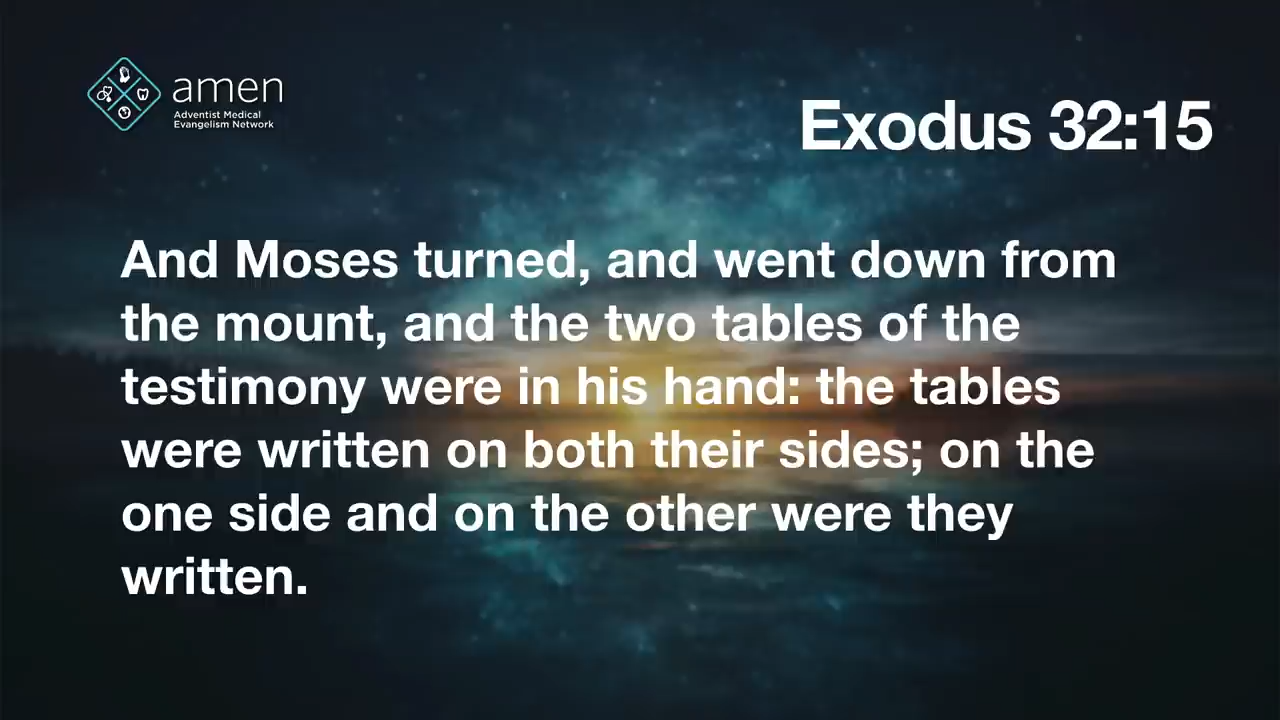 amen
Adventist Medical
Evangelism Network
Exodus 32:15
And Moses turned, and went down from
the mount, and the two tables of the
testimony were in his hand: the tables
were written on both their sides; on the
one side and on the other were they
written.